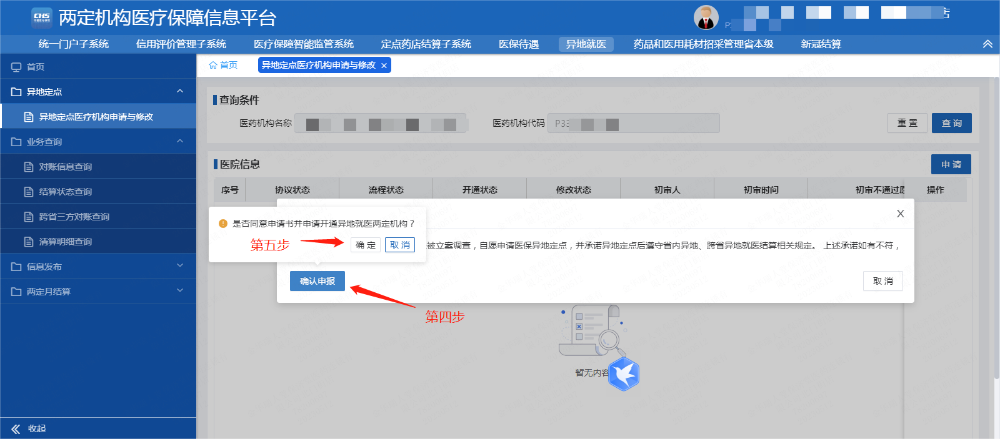 CHS
两定机构医疗保障信息平台
店
统一门户子系统 信用评价管理子系统 医疗保障智能监管系统 定点药店结算子系统 医保待遇 异地就医 药品和医用耗材招采管理省本级 新冠结算
首页
异地定点
异地定点医疗机构申请与修改
业务查询
对账信息查询
结算状态查询
跨省三方对账查询
清算明细查询
信息发布
两定月结算
收起
首页 异地定点医疗机构申请与修改
查询条件
医药机构名称 医药机构代码 P33 重置 查询
医院信息 申请
序号 协议状态 流程状态 开通状态 修改状态 初审人 初审时间 初审不通过原 操作
X
是否同意申请书并申请开通异地就医两定机构？
第五步 确定 取消
被立案调查，自愿申请医保异地定点，并承诺异地定点后遵守省内异地、跨省异地就医结算相关规定。 上述承诺如有不符，
确认申报 取消
第四步
暂无内容